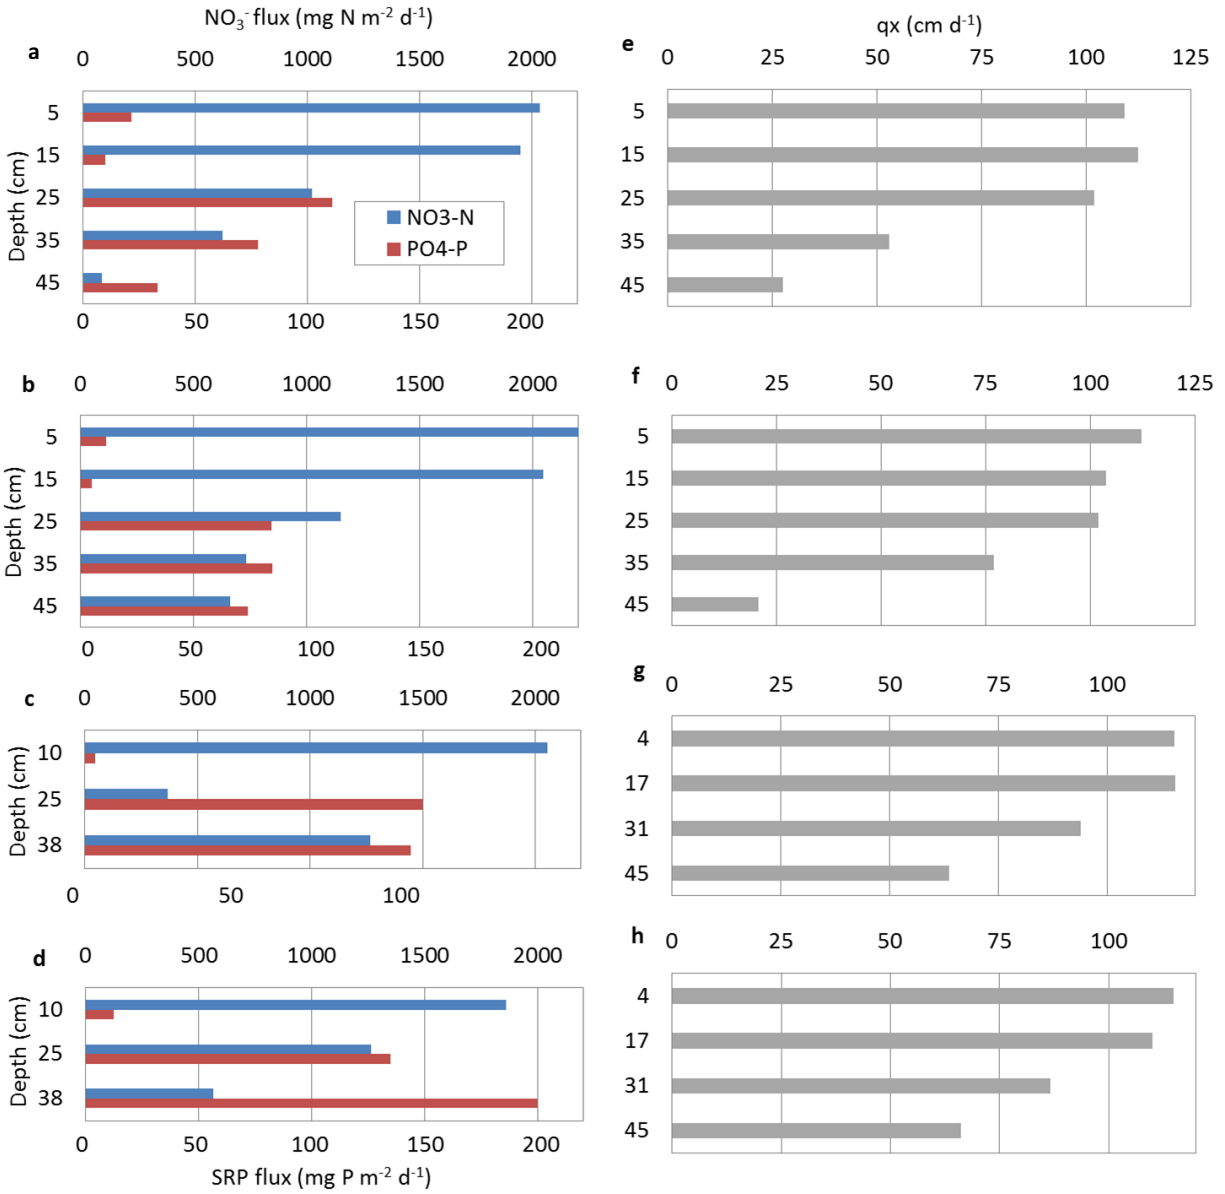 NO₃⁻ flux (mg N m⁻² d⁻¹)
a 0 500 1000 1500 2000
5
15
25
35
45
Depth (cm)
NO3-N
PO4-P
0 50 100 150 200
b 0 500 1000 1500 2000
5
15
25
35
45
Depth (cm)
0 50 100 150 200
c 0 500 1000 1500 2000
10
25
38
Depth (cm)
0 50 100
d 0 500 1000 1500 2000
10
25
38
Depth (cm)
0 50 100 150 200
SRP flux (mg P m⁻² d⁻¹)
qx (cm d⁻¹)
e 0 25 50 75 100 125
5
15
25
35
45
f 0 25 50 75 100 125
5
15
25
35
45
g 0 25 50 75 100
4
17
31
45
h 0 25 50 75 100
4
17
31
45